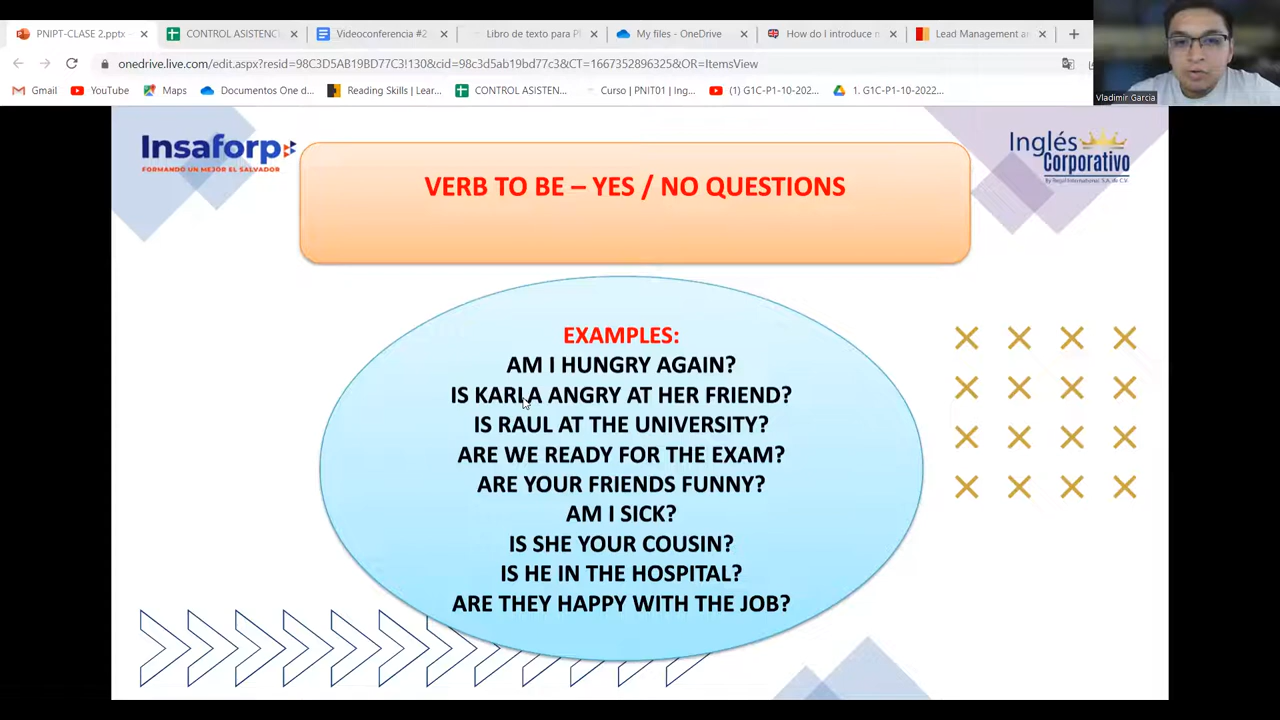 PNIPT-CLASE 2.pptx -
CONTROL ASISTENC
Videoconferencia #2
Libro de texto para Pl
My files - OneDrive
How do I introduce m
Lead Management an
onedrive.live.com/edit.aspx?resid=98C3D5AB19BD77C3!130&cid=98c3d5ab19bd77c3&CT=1667352896325&OR=ItemsView
Gmail
YouTube
Maps
Documentos One d...
Reading Skills | Lear...
CONTROL ASISTEN...
Curso | PNIT01 | Ing...
(1) G1C-P1-10-202...
1. G1C-P1-10-2022...
Vladimir Garcia
Insaforp
FORMANDO UN MEJOR EL SALVADOR
Inglés
Corporativo
VERB TO BE – YES / NO QUESTIONS
EXAMPLES:
AM I HUNGRY AGAIN?
IS KARLA ANGRY AT HER FRIEND?
IS RAUL AT THE UNIVERSITY?
ARE WE READY FOR THE EXAM?
ARE YOUR FRIENDS FUNNY?
AM I SICK?
IS SHE YOUR COUSIN?
IS HE IN THE HOSPITAL?
ARE THEY HAPPY WITH THE JOB?